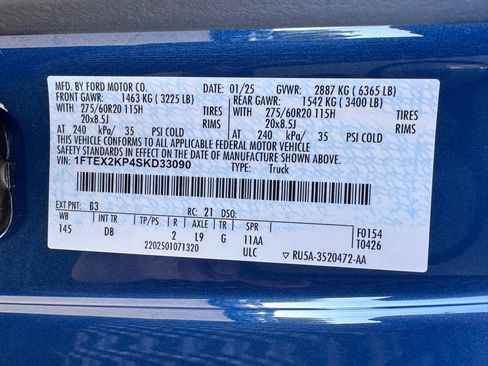 MFD. BY FORD MOTOR CO. 01/25 GVWR: 2887 KG ( 6365 LB)
FRONT GAWR: 1463 KG ( 3225 LB) REAR GAWR: 1542 KG ( 3400 LB)
WITH 275/60R20 115H TIRES WITH 275/60R20 115H TIRES
20x8.5J RIMS 20x8.5J RIMS
AT 240 kPa/ 35 PSI COLD AT 240 kPa/ 35 PSI COLD
THIS VEHICLE CONFORMS TO ALL APPLICABLE FEDERAL MOTOR VEHICLE
SAFETY STANDARDS IN EFFECT ON THE DATE OF MANUFACTURE SHOWN ABOVE.
VIN: 1FTEX2KP4SKD33090
TYPE: Truck
EXT PNT: B3 RC: 21 DSO:
WB INT TR TP/PS R AXLE TR SPR F0154
145 DB 2 L9 G 11AA T0426
2202501071320 ULC ▽ RU5A-3520472-AA